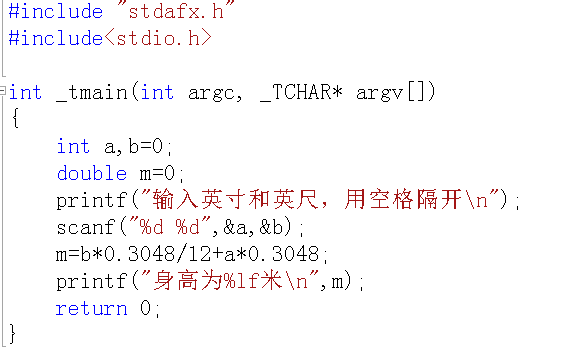 #include "stdafx.h"
#include<stdio.h>
int _tmain(int argc, _TCHAR* argv[])
{
int a,b=0;
double m=0;
printf("输入英寸和英尺，用空格隔开\n");
scanf("%d %d",&a,&b);
m=b*0.3048/12+a*0.3048;
printf("身高为%lf米\n",m);
return 0;
}